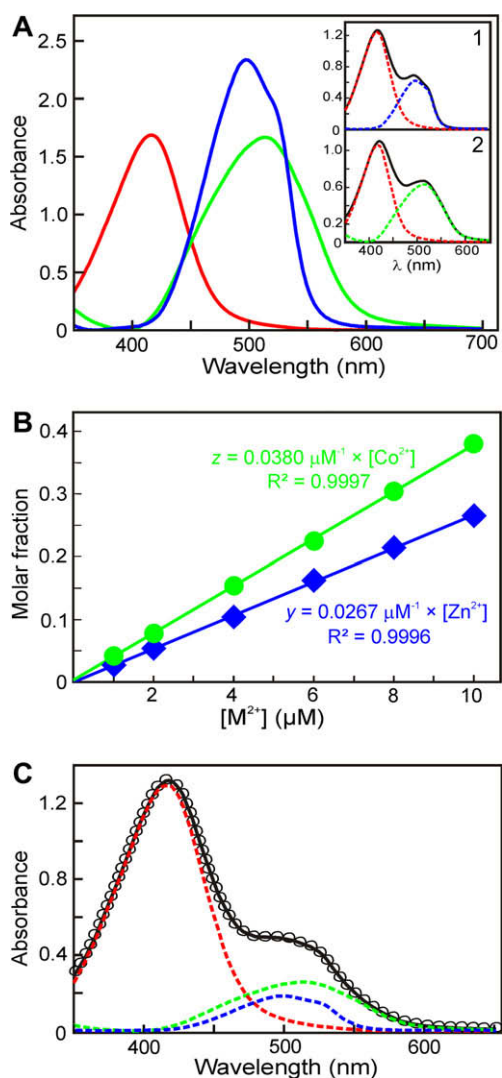 A
2.5
2.0
1.5
1.0
0.5
0
Absorbance
400 500 600 700
Wavelength (nm)
1
1.2
0.8
0.4
0
2
1.2
0.8
0.4
0
400 500 600
λ (nm)
B
0.4
0.3
0.2
0.1
0
Molar fraction
z = 0.0380 μM⁻¹ × [Co²⁺]
R² = 0.9997
y = 0.0267 μM⁻¹ × [Zn²⁺]
R² = 0.9996
2 4 6 8 10
[M²⁺] (μM)
C
1.2
0.8
0.4
0
Absorbance
400 500 600
Wavelength (nm)